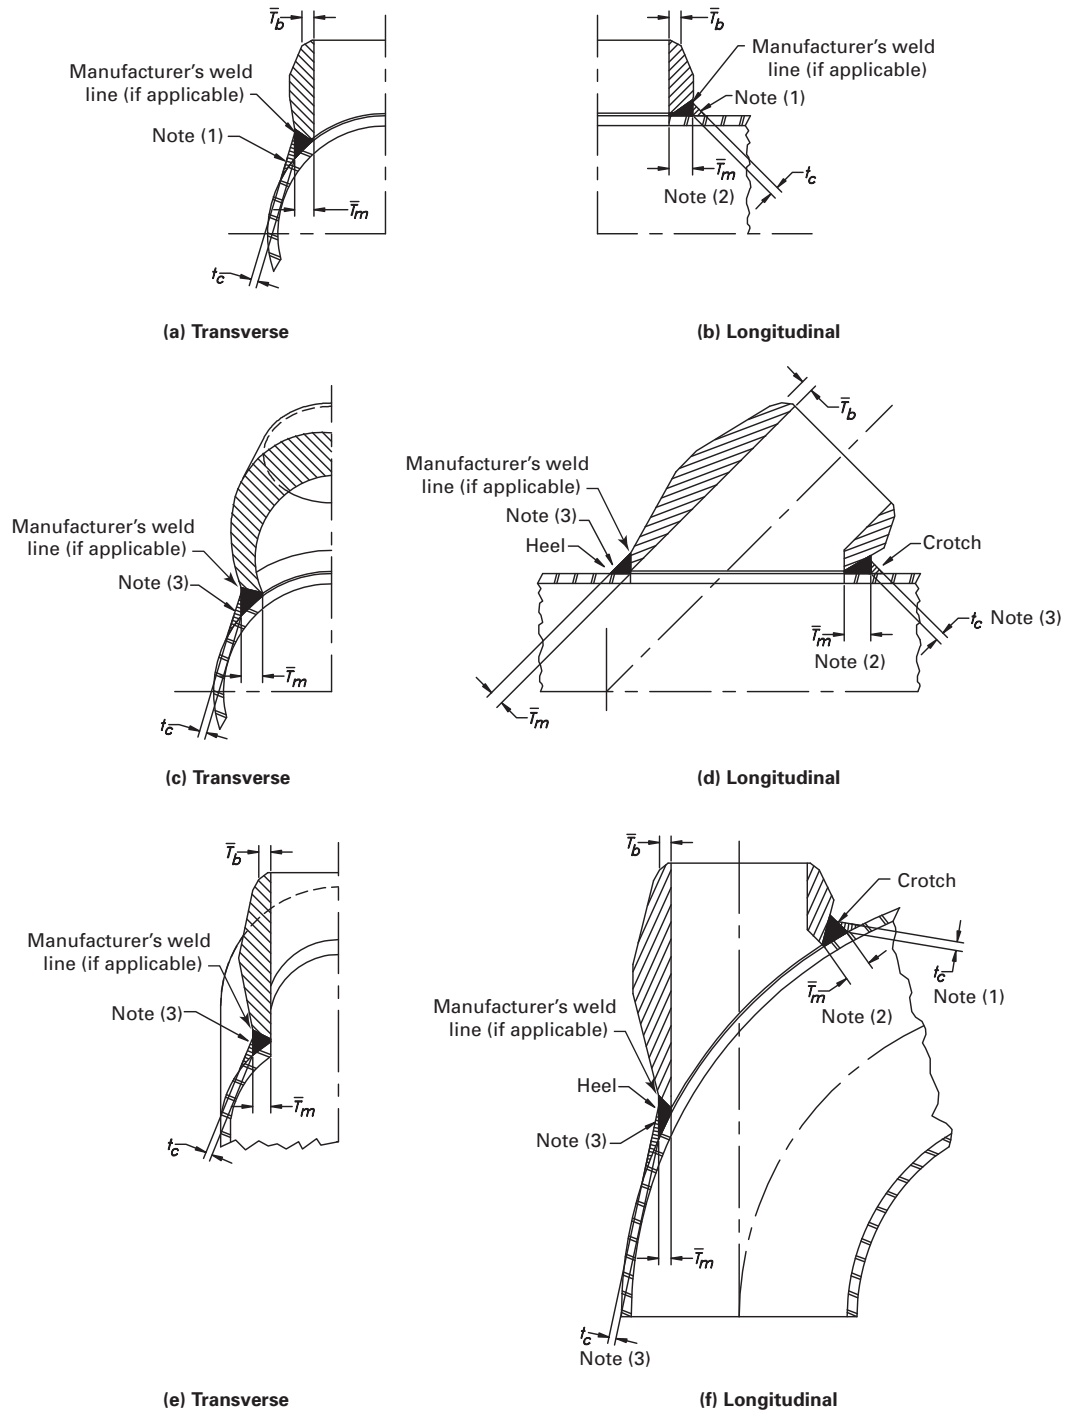 T̅b
Manufacturer's weld
line (if applicable)
Note (1)
T̅m
tc
(a) Transverse
T̅b
Manufacturer's weld
line (if applicable)
Note (1)
T̅m
Note (2)
tc
(b) Longitudinal
Manufacturer's weld
line (if applicable)
Note (3)
T̅m
tc
(c) Transverse
T̅b
Manufacturer's weld
line (if applicable)
Note (3)
Heel
Crotch
T̅m
Note (2)
tc Note (3)
T̅m
(d) Longitudinal
T̅b
Manufacturer's weld
line (if applicable)
Note (3)
T̅m
tc
(e) Transverse
T̅b
Crotch
tc
Note (1)
T̅m
Note (2)
Manufacturer's weld
line (if applicable)
Heel
Note (3)
T̅m
tc
Note (3)
(f) Longitudinal